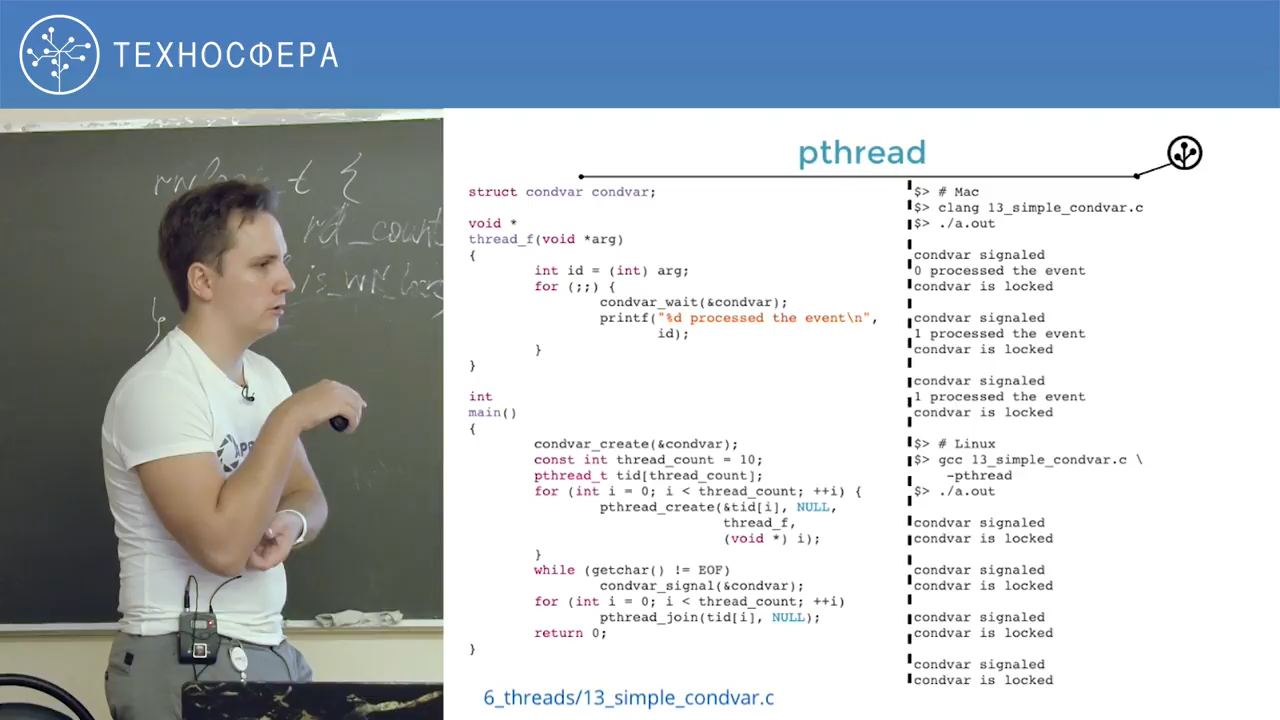 ТЕХНОСФЕРА
{
rd_count
pthread
struct condvar condvar;
void *
thread_f(void *arg)
{
int id = (int) arg;
for (;;) {
condvar_wait(&condvar);
printf("%d processed the event\n",
id);
}
}
int
main()
{
condvar_create(&condvar);
const int thread_count = 10;
pthread_t tid[thread_count];
for (int i = 0; i < thread_count; ++i) {
pthread_create(&tid[i], NULL,
thread_f,
(void *) i);
}
while (getchar() != EOF)
condvar_signal(&condvar);
for (int i = 0; i < thread_count; ++i)
pthread_join(tid[i], NULL);
return 0;
}
6_threads/13_simple_condvar.c
$> # Mac
$> clang 13_simple_condvar.c
$> ./a.out
condvar signaled
0 processed the event
condvar is locked
condvar signaled
1 processed the event
condvar is locked
condvar signaled
1 processed the event
condvar is locked
$> # Linux
$> gcc 13_simple_condvar.c \
-pthread
$> ./a.out
condvar signaled
condvar is locked
condvar signaled
condvar is locked
condvar signaled
condvar is locked
condvar signaled
condvar is locked